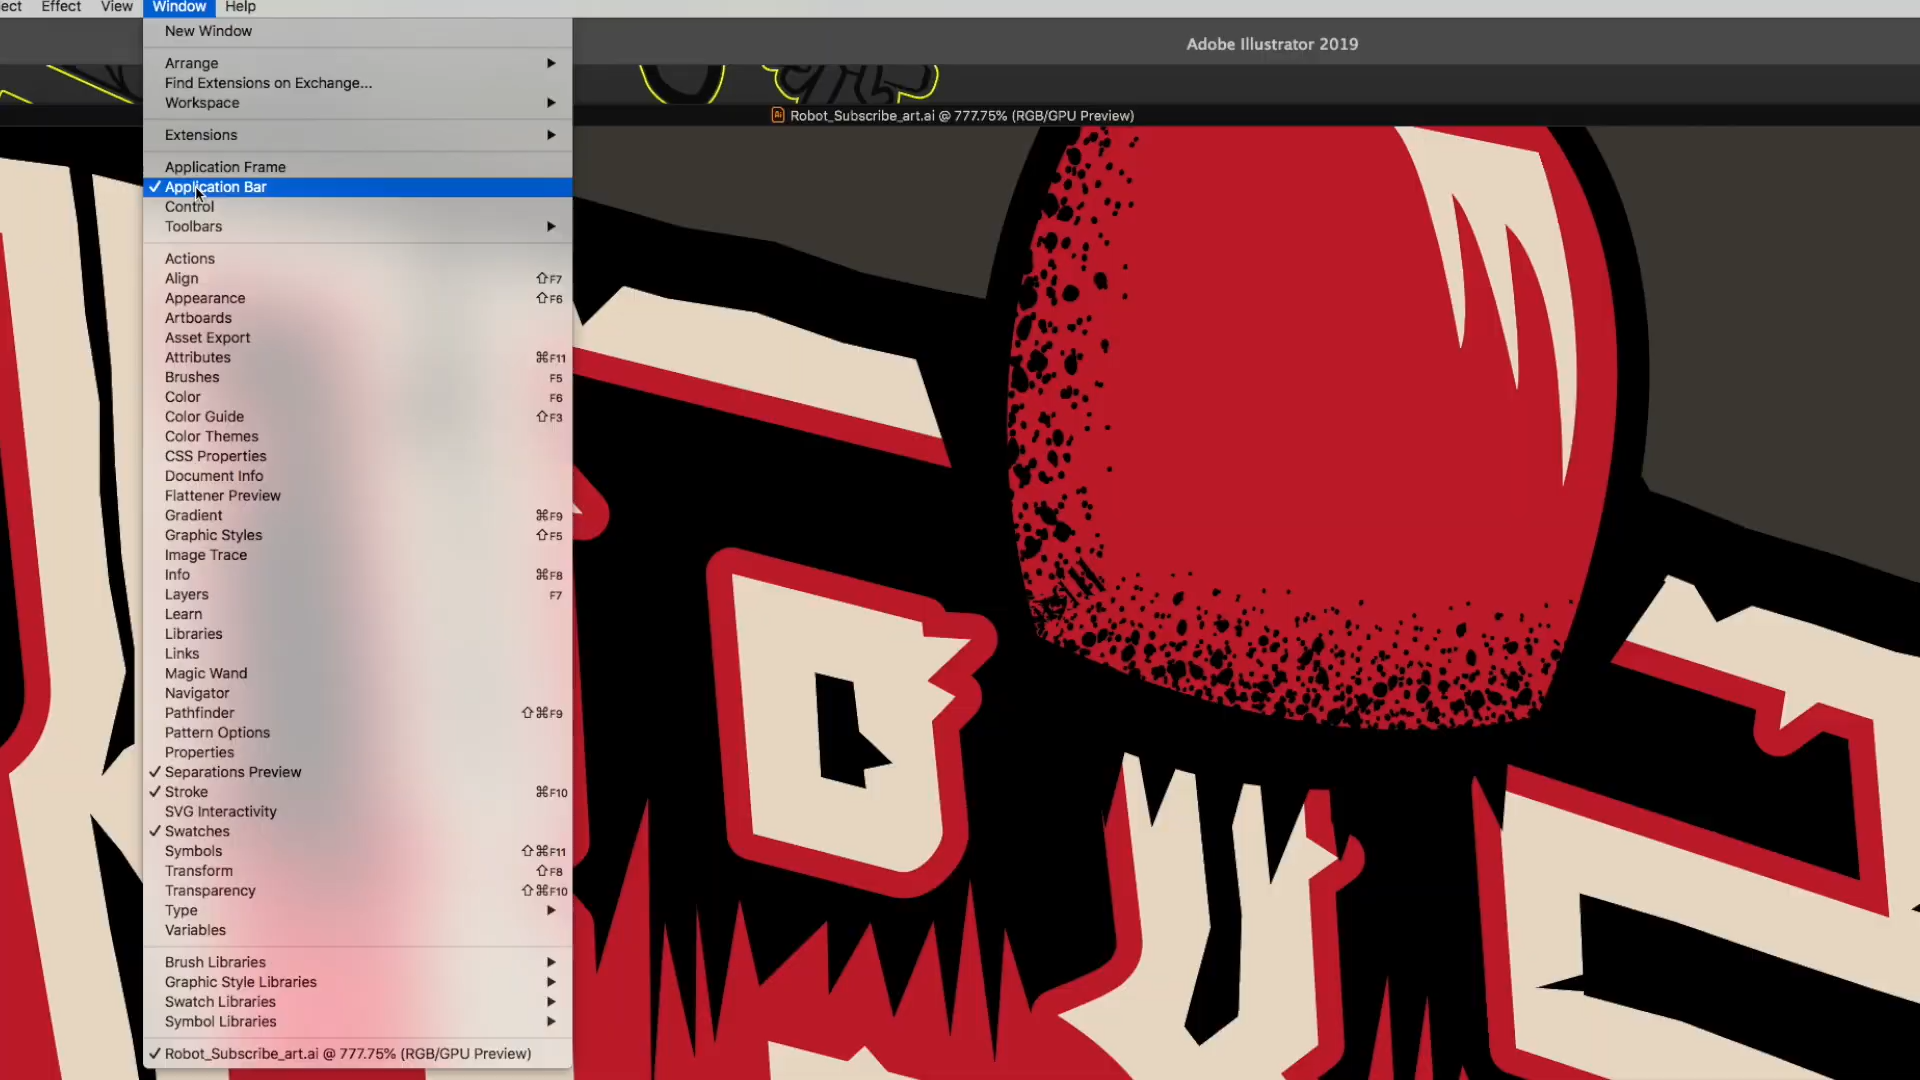 ect Effect View Window Help
New Window
Adobe Illustrator 2019
Arrange
Find Extensions on Exchange...
Workspace
Robot_Subscribe_art.ai @ 777.75% (RGB/GPU Preview)
Extensions
Application Frame
✓ Application Bar
Control
Toolbars
Actions
Align ⇧F7
Appearance ⇧F6
Artboards
Asset Export
Attributes ⌘F11
Brushes F5
Color F6
Color Guide ⇧F3
Color Themes
CSS Properties
Document Info
Flattener Preview
Gradient ⌘F9
Graphic Styles ⇧F5
Image Trace
Info ⌘F8
Layers F7
Learn
Libraries
Links
Magic Wand
Navigator
Pathfinder ⇧⌘F9
Pattern Options
Properties
✓ Separations Preview
✓ Stroke ⌘F10
SVG Interactivity
✓ Swatches
Symbols ⇧⌘F11
Transform ⇧F8
Transparency ⇧⌘F10
Type
Variables
Brush Libraries
Graphic Style Libraries
Swatch Libraries
Symbol Libraries
✓ Robot_Subscribe_art.ai @ 777.75% (RGB/GPU Preview)